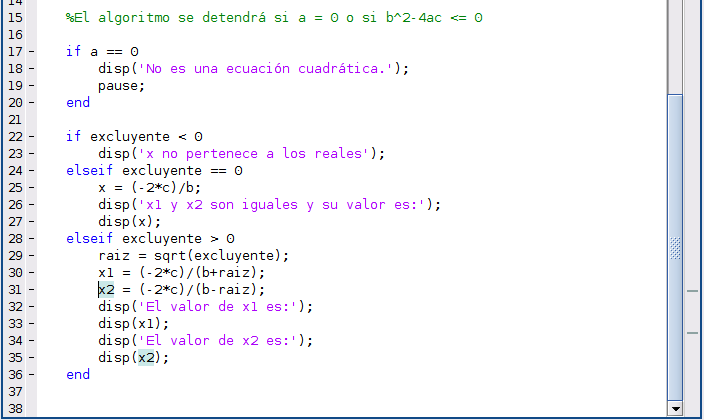 14
15 %El algoritmo se detendrá si a = 0 o si b^2-4ac <= 0
16
17 - if a == 0
18 - disp('No es una ecuación cuadrática.');
19 - pause;
20 - end
21
22 - if excluyente < 0
23 - disp('x no pertenece a los reales');
24 - elseif excluyente == 0
25 - x = (-2*c)/b;
26 - disp('x1 y x2 son iguales y su valor es:');
27 - disp(x);
28 - elseif excluyente > 0
29 - raiz = sqrt(excluyente);
30 - x1 = (-2*c)/(b+raiz);
31 - x2 = (-2*c)/(b-raiz);
32 - disp('El valor de x1 es:');
33 - disp(x1);
34 - disp('El valor de x2 es:');
35 - disp(x2);
36 - end
37
38